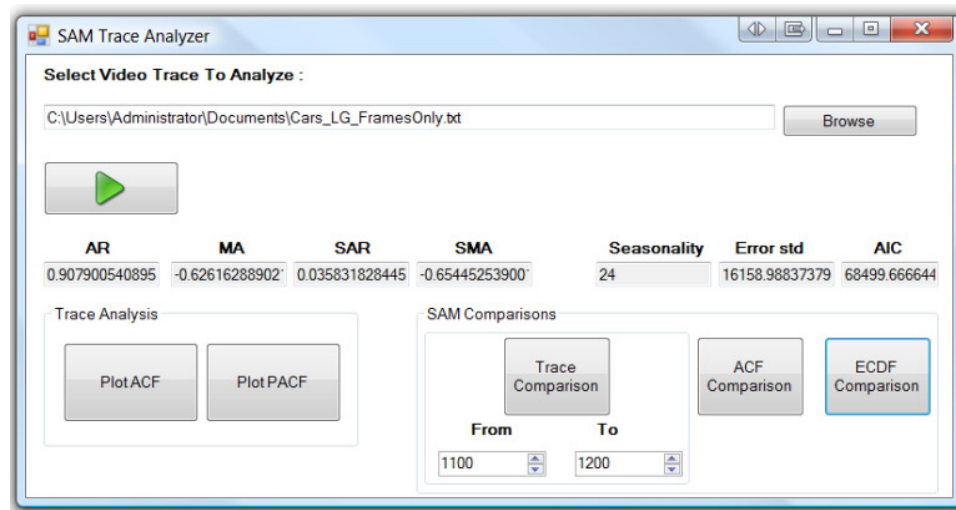 SAM Trace Analyzer
Select Video Trace To Analyze :
C:\Users\Administrator\Documents\Cars_LG_FramesOnly.txt
Browse
AR MA SAR SMA Seasonality Error std AIC
0.907900540895 -0.62616288902 0.035831828445 -0.65445253900 24 16158.98837379 68499.666644
Trace Analysis SAM Comparisons
Plot ACF Plot PACF Trace Comparison ACF Comparison ECDF Comparison
From To
1100 1200